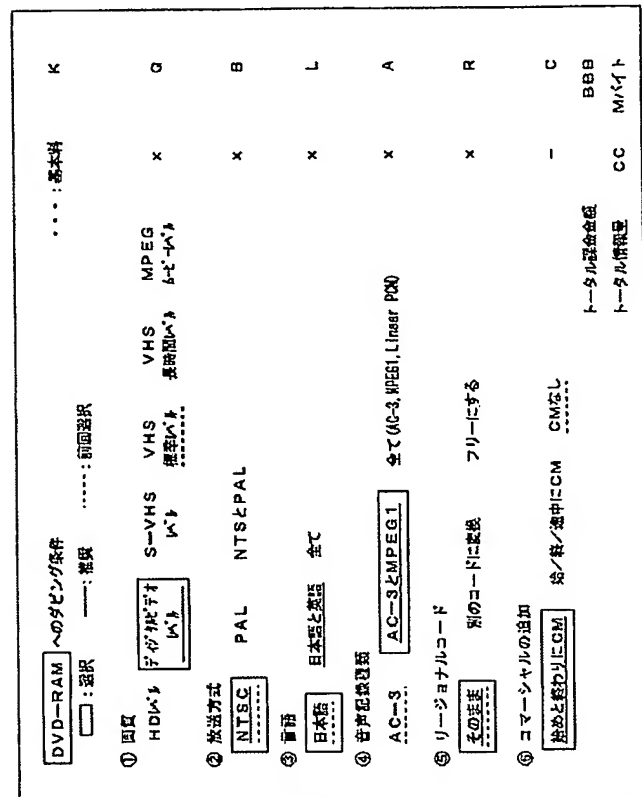 DVD－RAM へのダビング条件 ・・・：基本料 K
：選択 ：推奨 ：前回選択
① 画質
HDレベル ディジタルビデオレベル S－VHSレベル VHS標準レベル VHS長時間レベル MPEGムービーレベル × Q
② 放送方式
NTSC PAL NTSとPAL × B
③ 言語
日本語 日本語と英語 全て × L
④ 音声記録種類
AC－3 AC－3とMPEG1 全て(AC-3,MPEG1,Linear PCM) × A
⑤ リージョナルコード
そのまま 別のコードに変換 フリーにする × R
⑥ コマーシャルの追加
始めと終わりにCM 始／終／途中にCM CMなし － C
トータル課金金額 BBB
トータル情報量 CC Mバイト